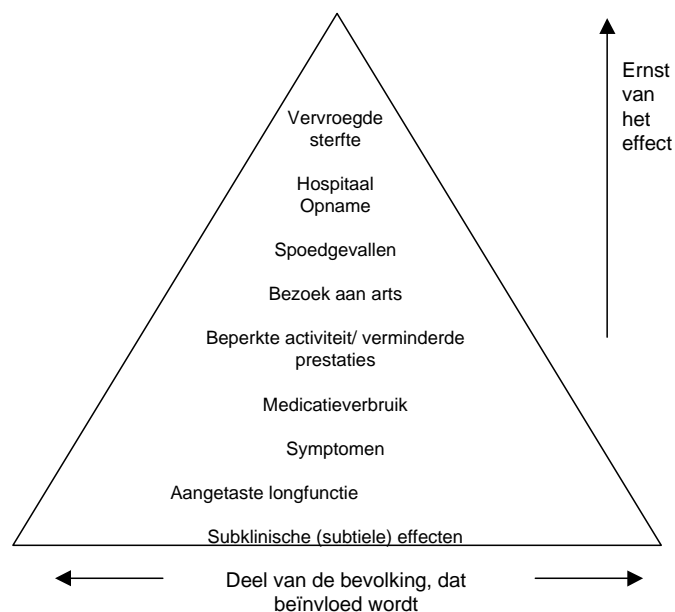 Vervroegde
sterfte
Hospitaal
Opname
Spoedgevallen
Bezoek aan arts
Beperkte activiteit/ verminderde
prestaties
Medicatieverbruik
Symptomen
Aangetaste longfunctie
Subklinische (subtiele) effecten
Ernst
van
het
effect
Deel van de bevolking, dat
beïnvloed wordt